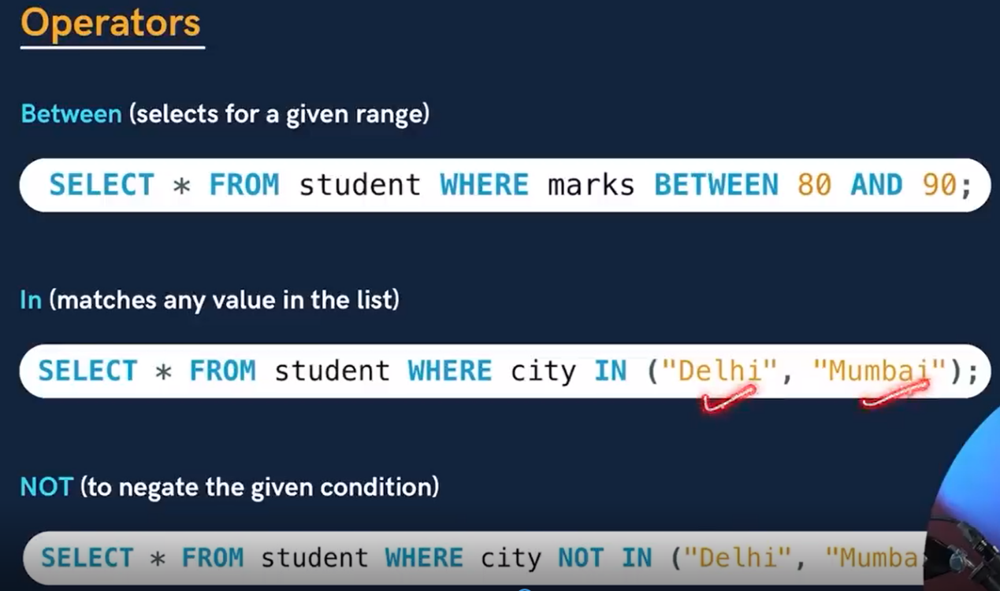 Operators
Between (selects for a given range)
SELECT * FROM student WHERE marks BETWEEN 80 AND 90;
In (matches any value in the list)
SELECT * FROM student WHERE city IN ("Delhi", "Mumbai");
NOT (to negate the given condition)
SELECT * FROM student WHERE city NOT IN ("Delhi", "Mumba